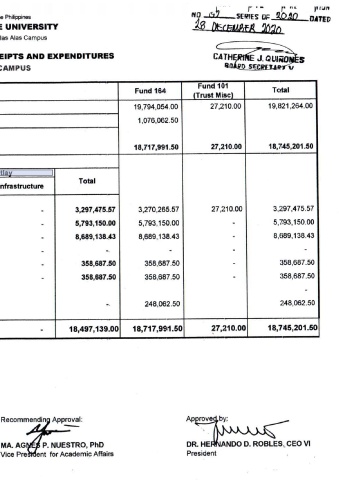 e Philippines
E UNIVERSITY
las Alas Campus
NO SERIES OF 2020 DATED
28 DECEMBER 2020
EIPTS AND EXPENDITURES
CAMPUS
CATHERINE J. QUIRONES
BOARD SECRETARY V
Fund 164 Fund 101 (Trust Misc) Total
19,794,054.00 27,210.00 19,821,264.00
1,076,062.50
18,717,991.50 27,210.00 18,745,201.50
tlay
nfrastructure Total
- 3,297,475.57 3,270,265.57 27,210.00 3,297,475.57
- 5,793,150.00 5,793,150.00 - 5,793,150.00
- 8,689,138.43 8,689,138.43 - 8,689,138.43
- - - - -
- 358,687.50 358,687.50 - 358,687.50
- 358,687.50 358,687.50 - 358,687.50
-
- 248,062.50 248,062.50
- 18,497,139.00 18,717,991.50 27,210.00 18,745,201.50
Recommending Approval: Approved by:
MA. AGNES P. NUESTRO, PhD DR. HERNANDO D. ROBLES, CEO VI
Vice President for Academic Affairs President